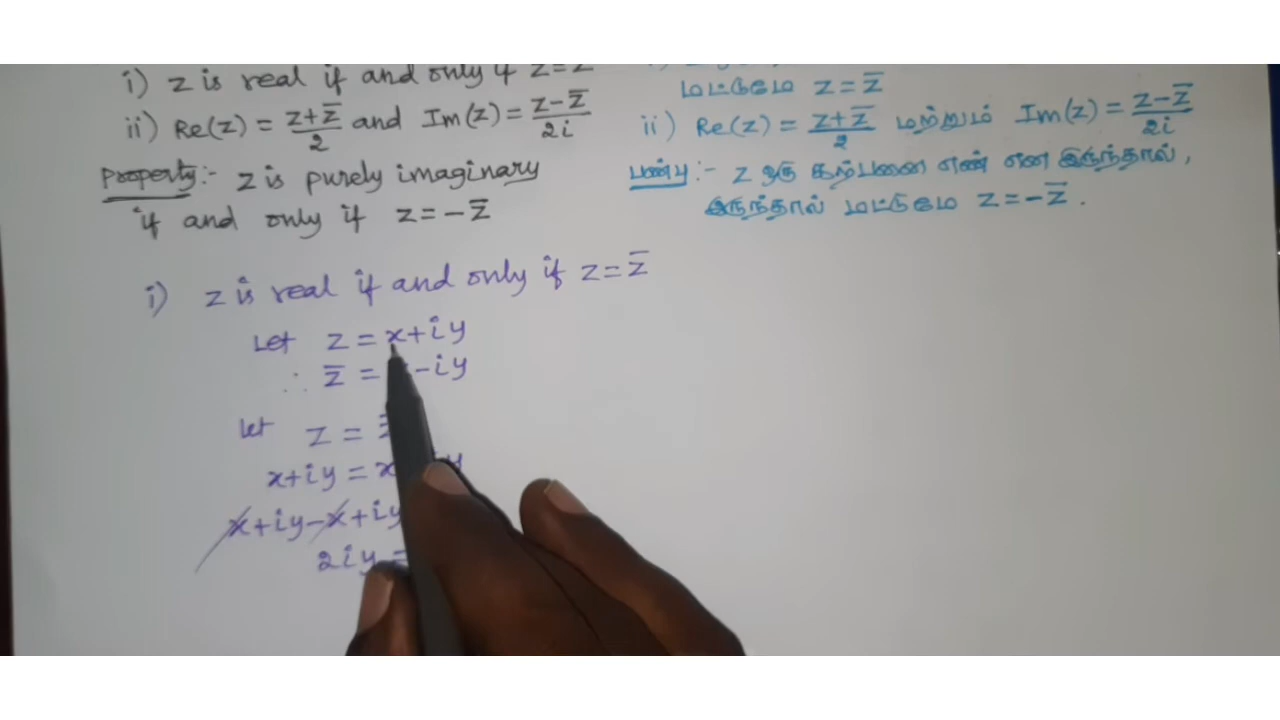 i) z is real if and only if z=z̅
ii) Re(z) = z+z̅/2 and Im(z) = z-z̅/2i
Property:- z is purely imaginary
if and only if z=-z̅
மட்டுமே z=z̅
ii) Re(z) = z+z̅/2 மற்றும் Im(z) = z-z̅/2i
பண்பு:- z ஒரு கற்பனை எண் என இருந்தால்,
இருந்தால் மட்டுமே z=-z̅.
i) z is real if and only if z=z̅
Let z = x+iy
∴ z̅ = -iy
Let z =
x+iy = x y
x+iy-x+iy
2iy =